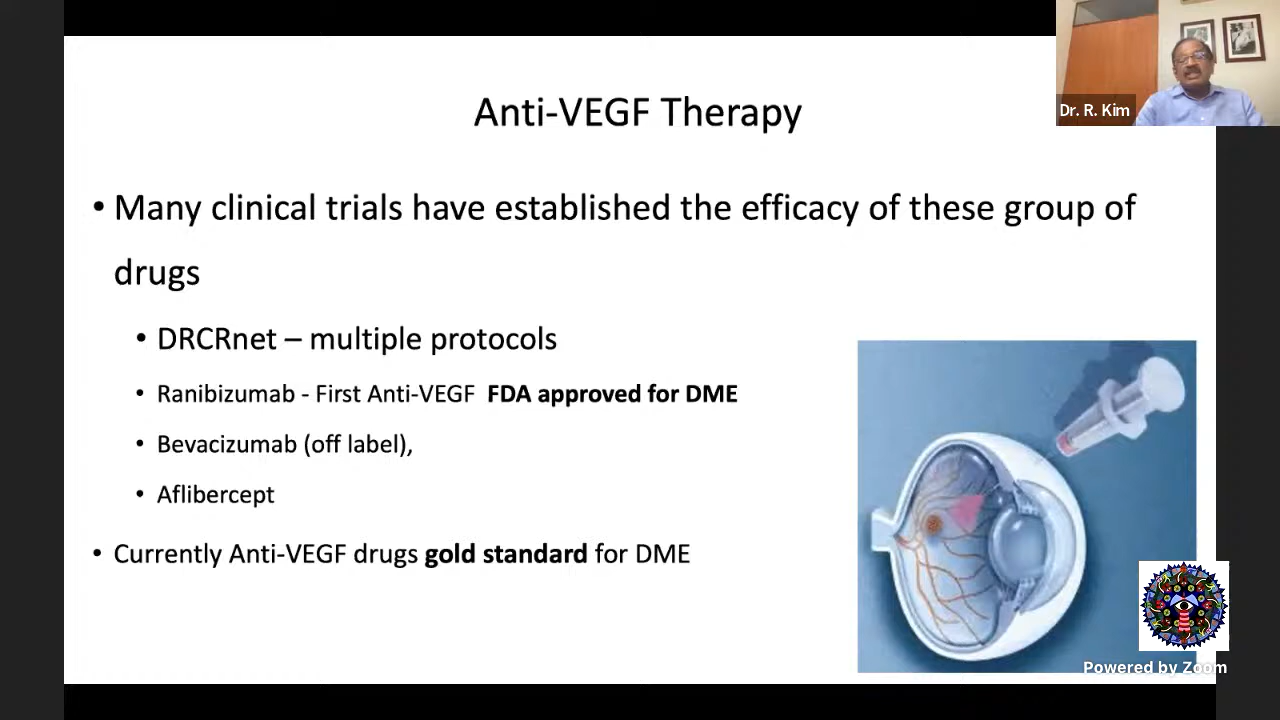 Dr. R. Kim
Anti-VEGF Therapy
• Many clinical trials have established the efficacy of these group of
drugs
• DRCRnet – multiple protocols
• Ranibizumab - First Anti-VEGF FDA approved for DME
• Bevacizumab (off label),
• Aflibercept
• Currently Anti-VEGF drugs gold standard for DME
Powered by Zoom